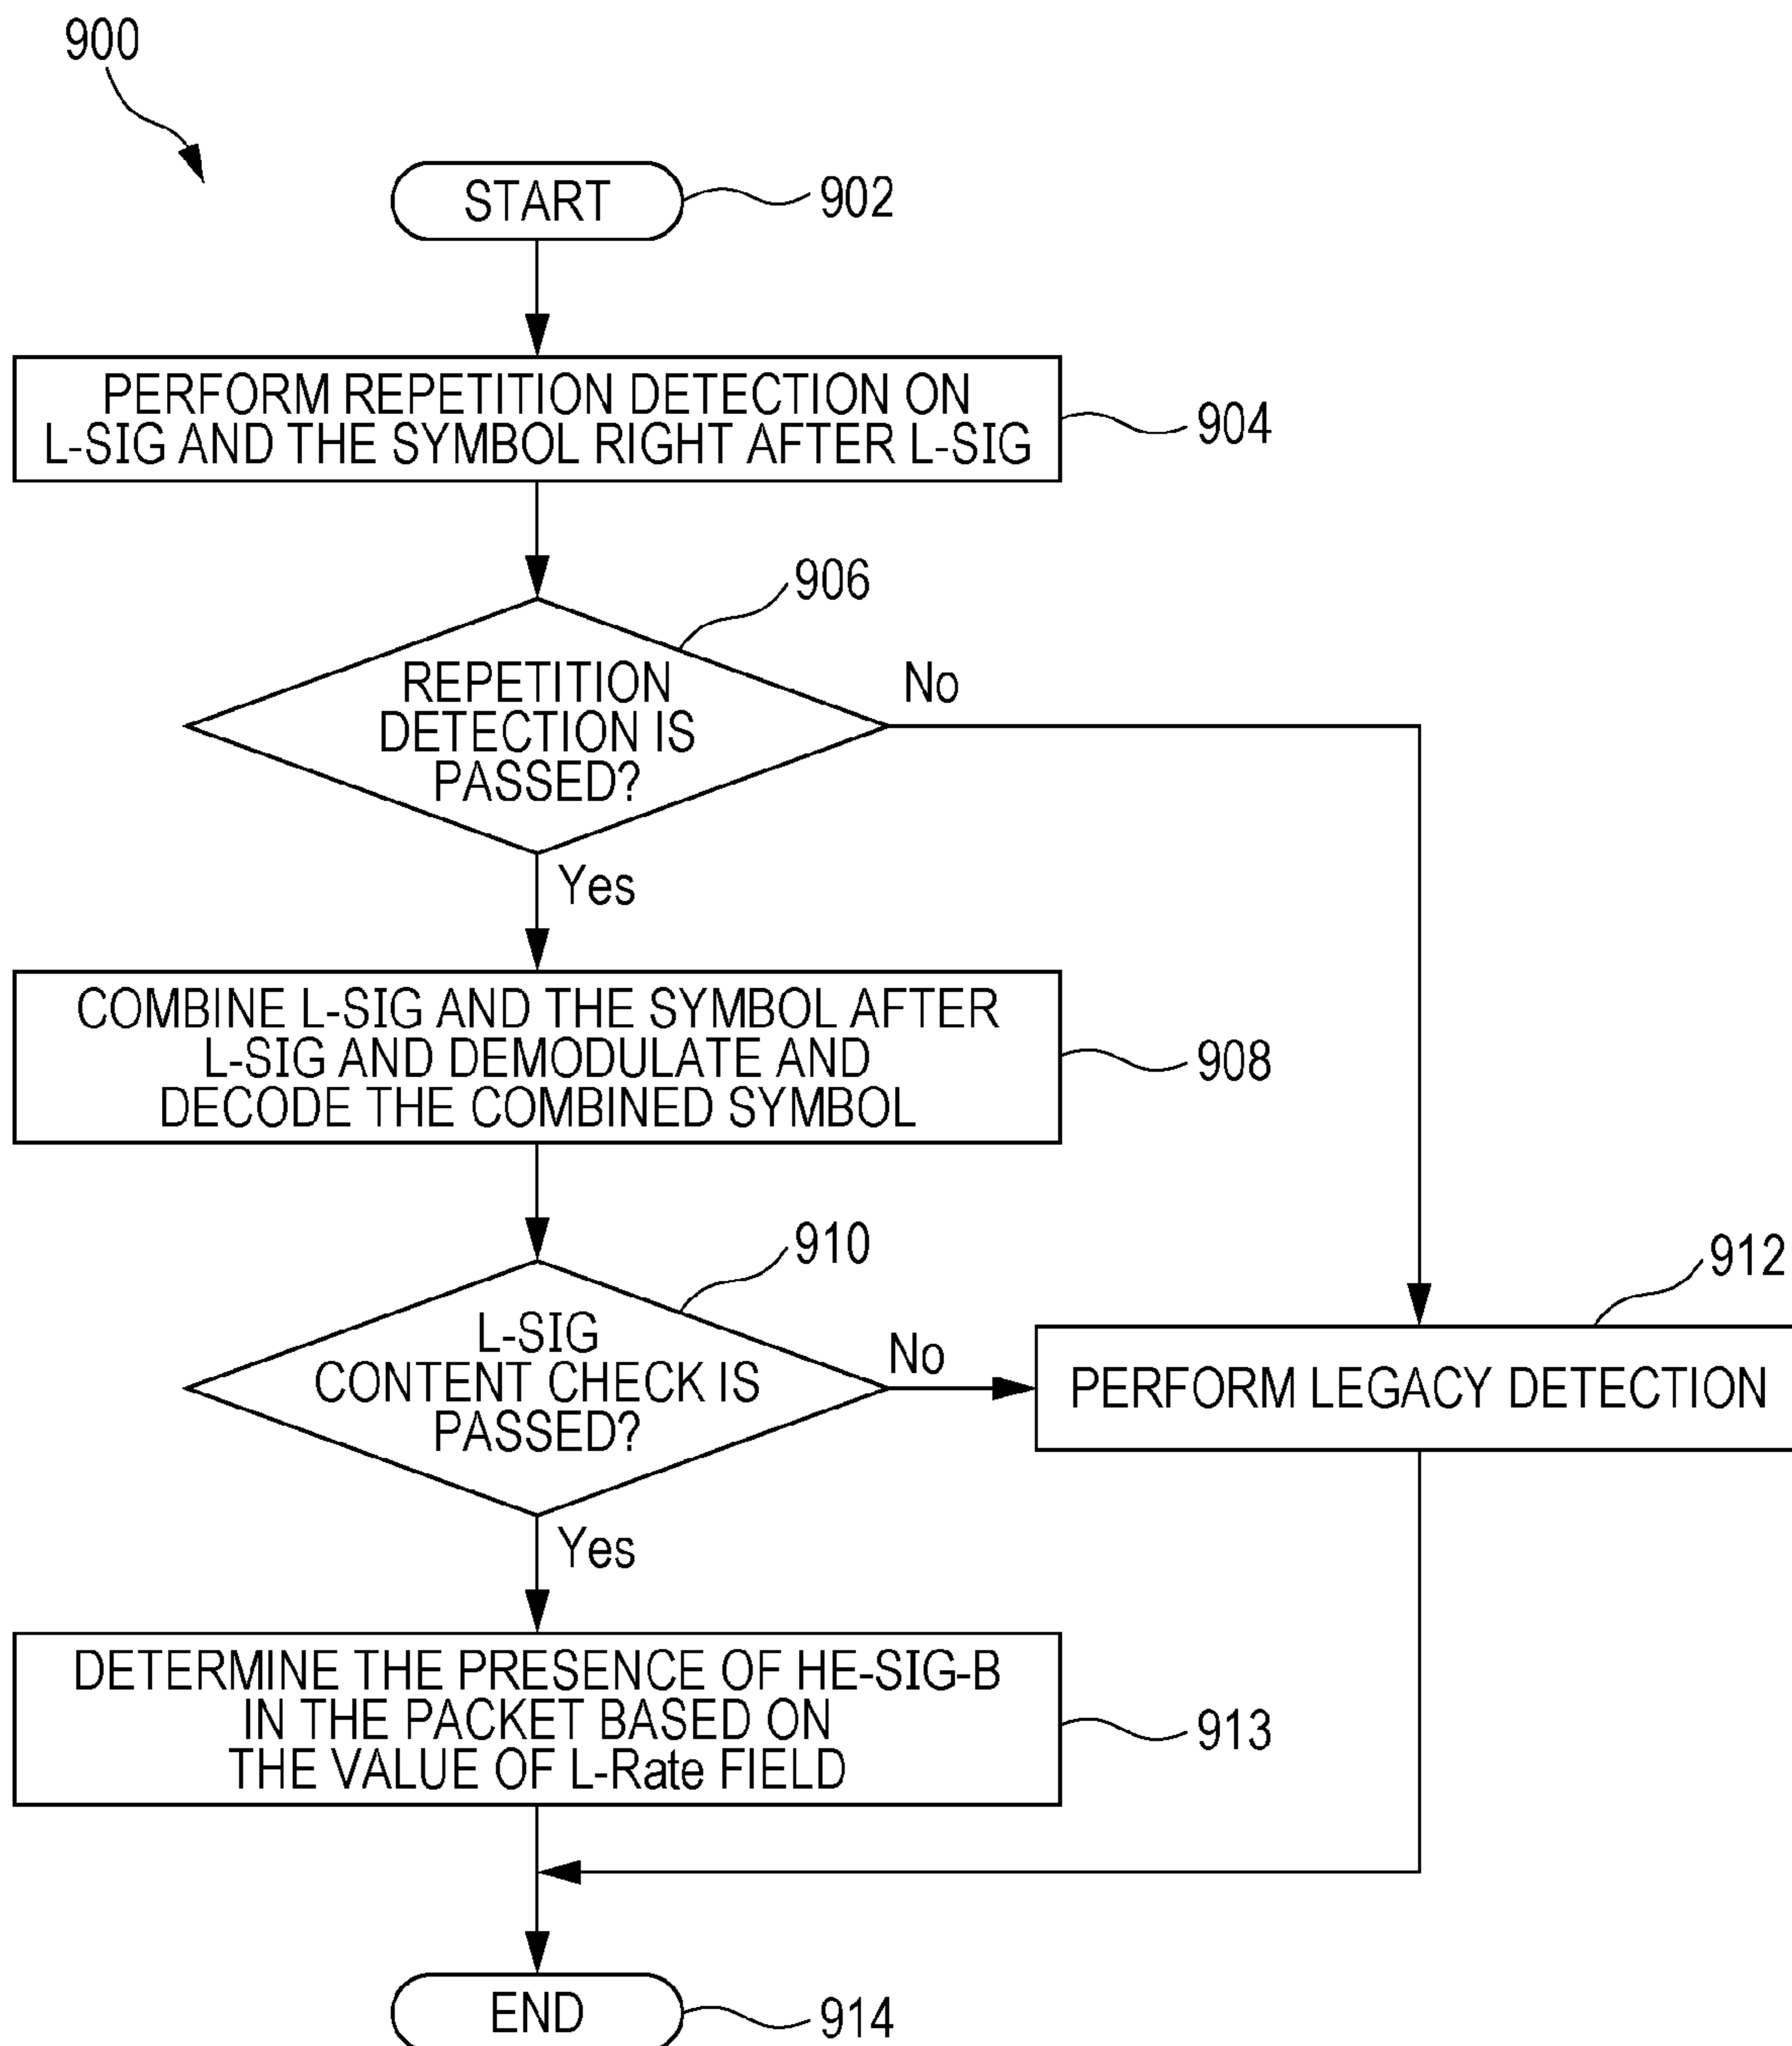 900
START
902
PERFORM REPETITION DETECTION ON
L-SIG AND THE SYMBOL RIGHT AFTER L-SIG
904
906
REPETITION
DETECTION IS
PASSED?
No
Yes
COMBINE L-SIG AND THE SYMBOL AFTER
L-SIG AND DEMODULATE AND
DECODE THE COMBINED SYMBOL
908
910
L-SIG
CONTENT CHECK IS
PASSED?
No
912
PERFORM LEGACY DETECTION
Yes
DETERMINE THE PRESENCE OF HE-SIG-B
IN THE PACKET BASED ON
THE VALUE OF L-Rate FIELD
913
END
914